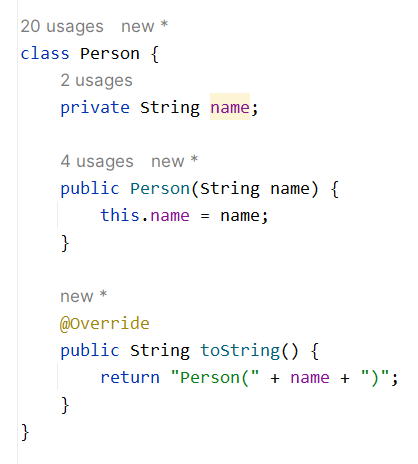 20 usages   new *
class Person {
    2 usages
    private String name;

    4 usages   new *
    public Person(String name) {
        this.name = name;
    }

    new *
    @Override
    public String toString() {
        return "Person(" + name + ")";
    }
}